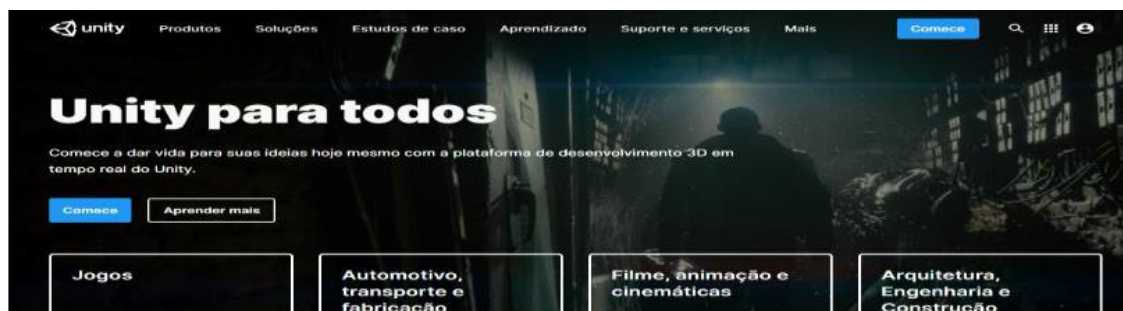 unity Produtos Soluções Estudos de caso Aprendizado Suporte e serviços Mais Comece
Unity para todos
Comece a dar vida para suas ideias hoje mesmo com a plataforma de desenvolvimento 3D em
tempo real do Unity.
Comece Aprender mais
Jogos
Automotivo,
transporte e
fabricação
Filme, animação e
cinemáticas
Arquitetura,
Engenharia e
Construção